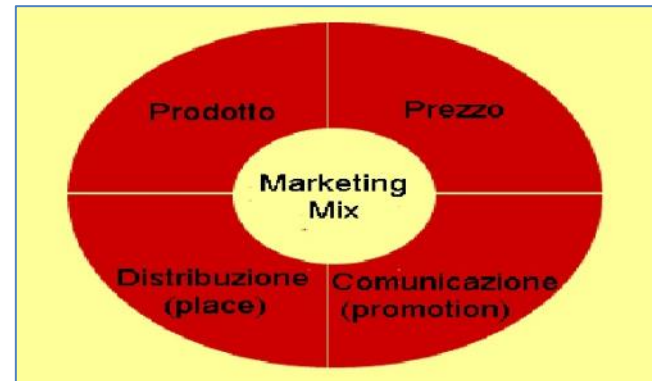 Prodotto
Prezzo
Marketing
Mix
Distribuzione
(place)
Comunicazione
(promotion)